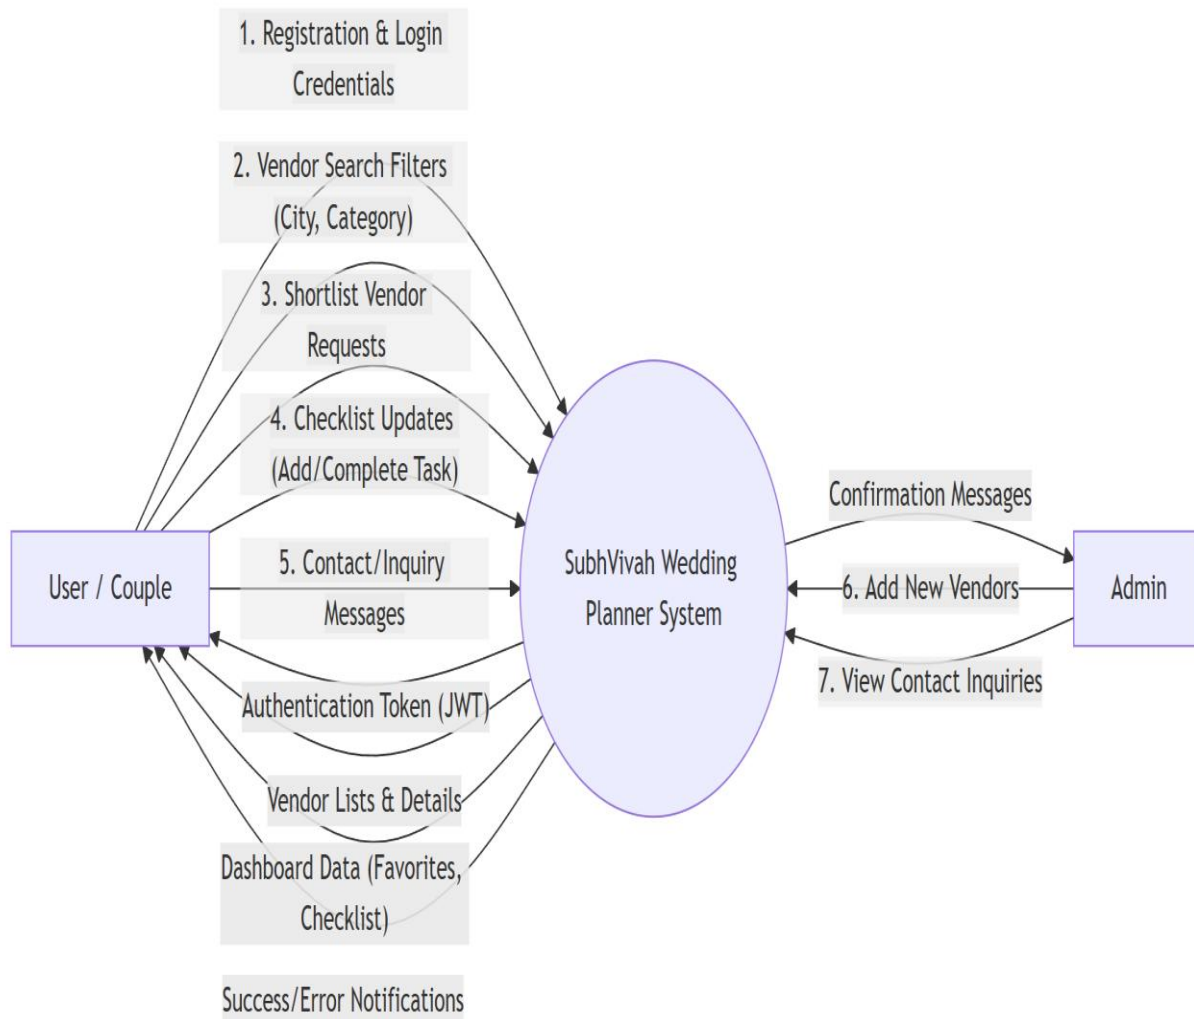 1. Registration & Login
Credentials
2. Vendor Search Filters
(City, Category)
3. Shortlist Vendor
Requests
4. Checklist Updates
(Add/Complete Task)
5. Contact/Inquiry
Messages
User / Couple
SubhVivah Wedding
Planner System
Confirmation Messages
6. Add New Vendors
Admin
7. View Contact Inquiries
Authentication Token (JWT)
Vendor Lists & Details
Dashboard Data (Favorites,
Checklist)
Success/Error Notifications